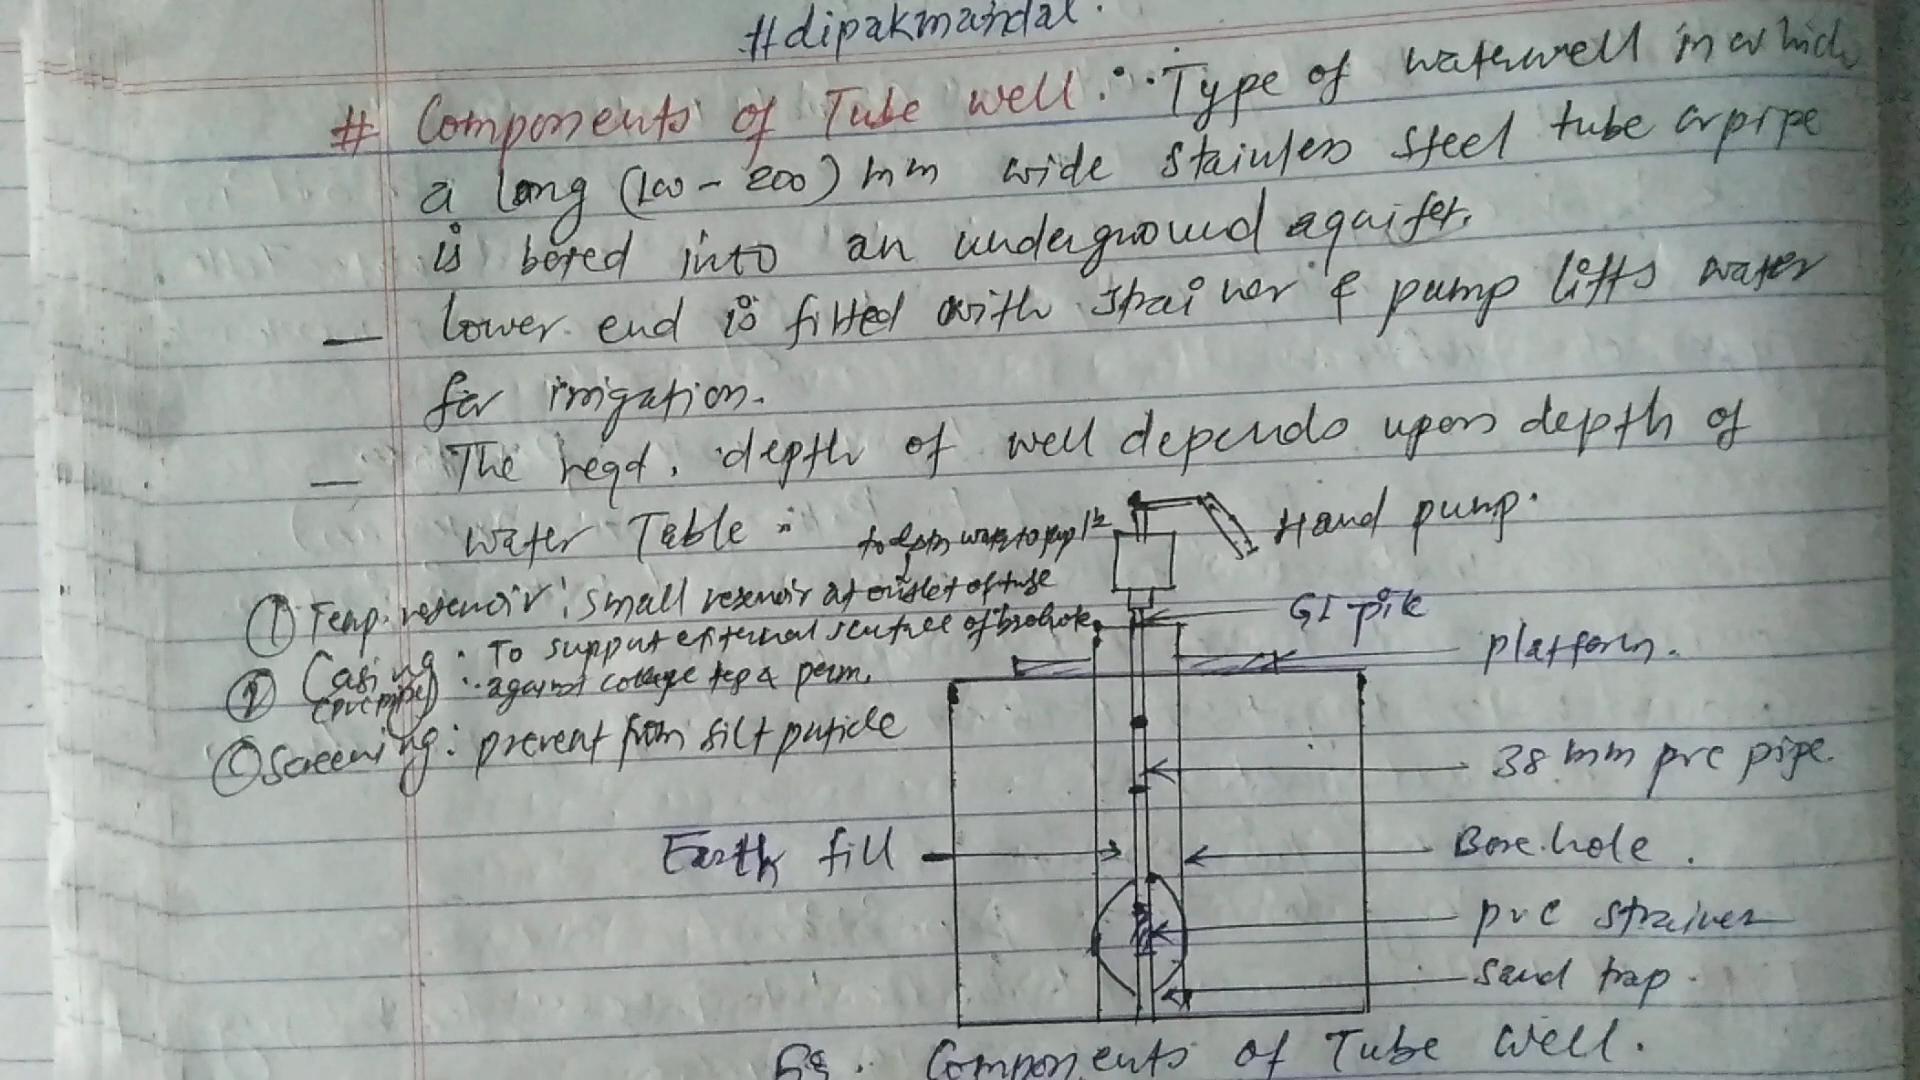 #dipakmandal.
# Components of Tube well :- Type of waterwell in which
a long (100-200) mm wide stainless steel tube or pipe
is bored into an underground aquifer.
— lower end is fitted with strainer & pump lifts water
for irrigation.
— The reqd. depth of well depends upon depth of
water Table :-
Hand pump.
① Temp. reservoir : small reservoir at outlet of tube
GI pipe
② Casing : To support external surface of borehole
(pvc pipe) against collapse & perm.
platform.
③ Screening : prevent from silt particle
38 mm pvc pipe.
Earth fill
Bore hole.
pvc strainer
Sand trap.
fig. Components of Tube Well.